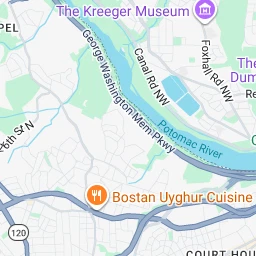 The Kreeger Museum
PEL
George Washington Mem Pkwy
Canal Rd NW
Foxhall Rd NW
The
Dum
Re
26th St N
Potomac River
Bostan Uyghur Cuisine
120
COURT HOU